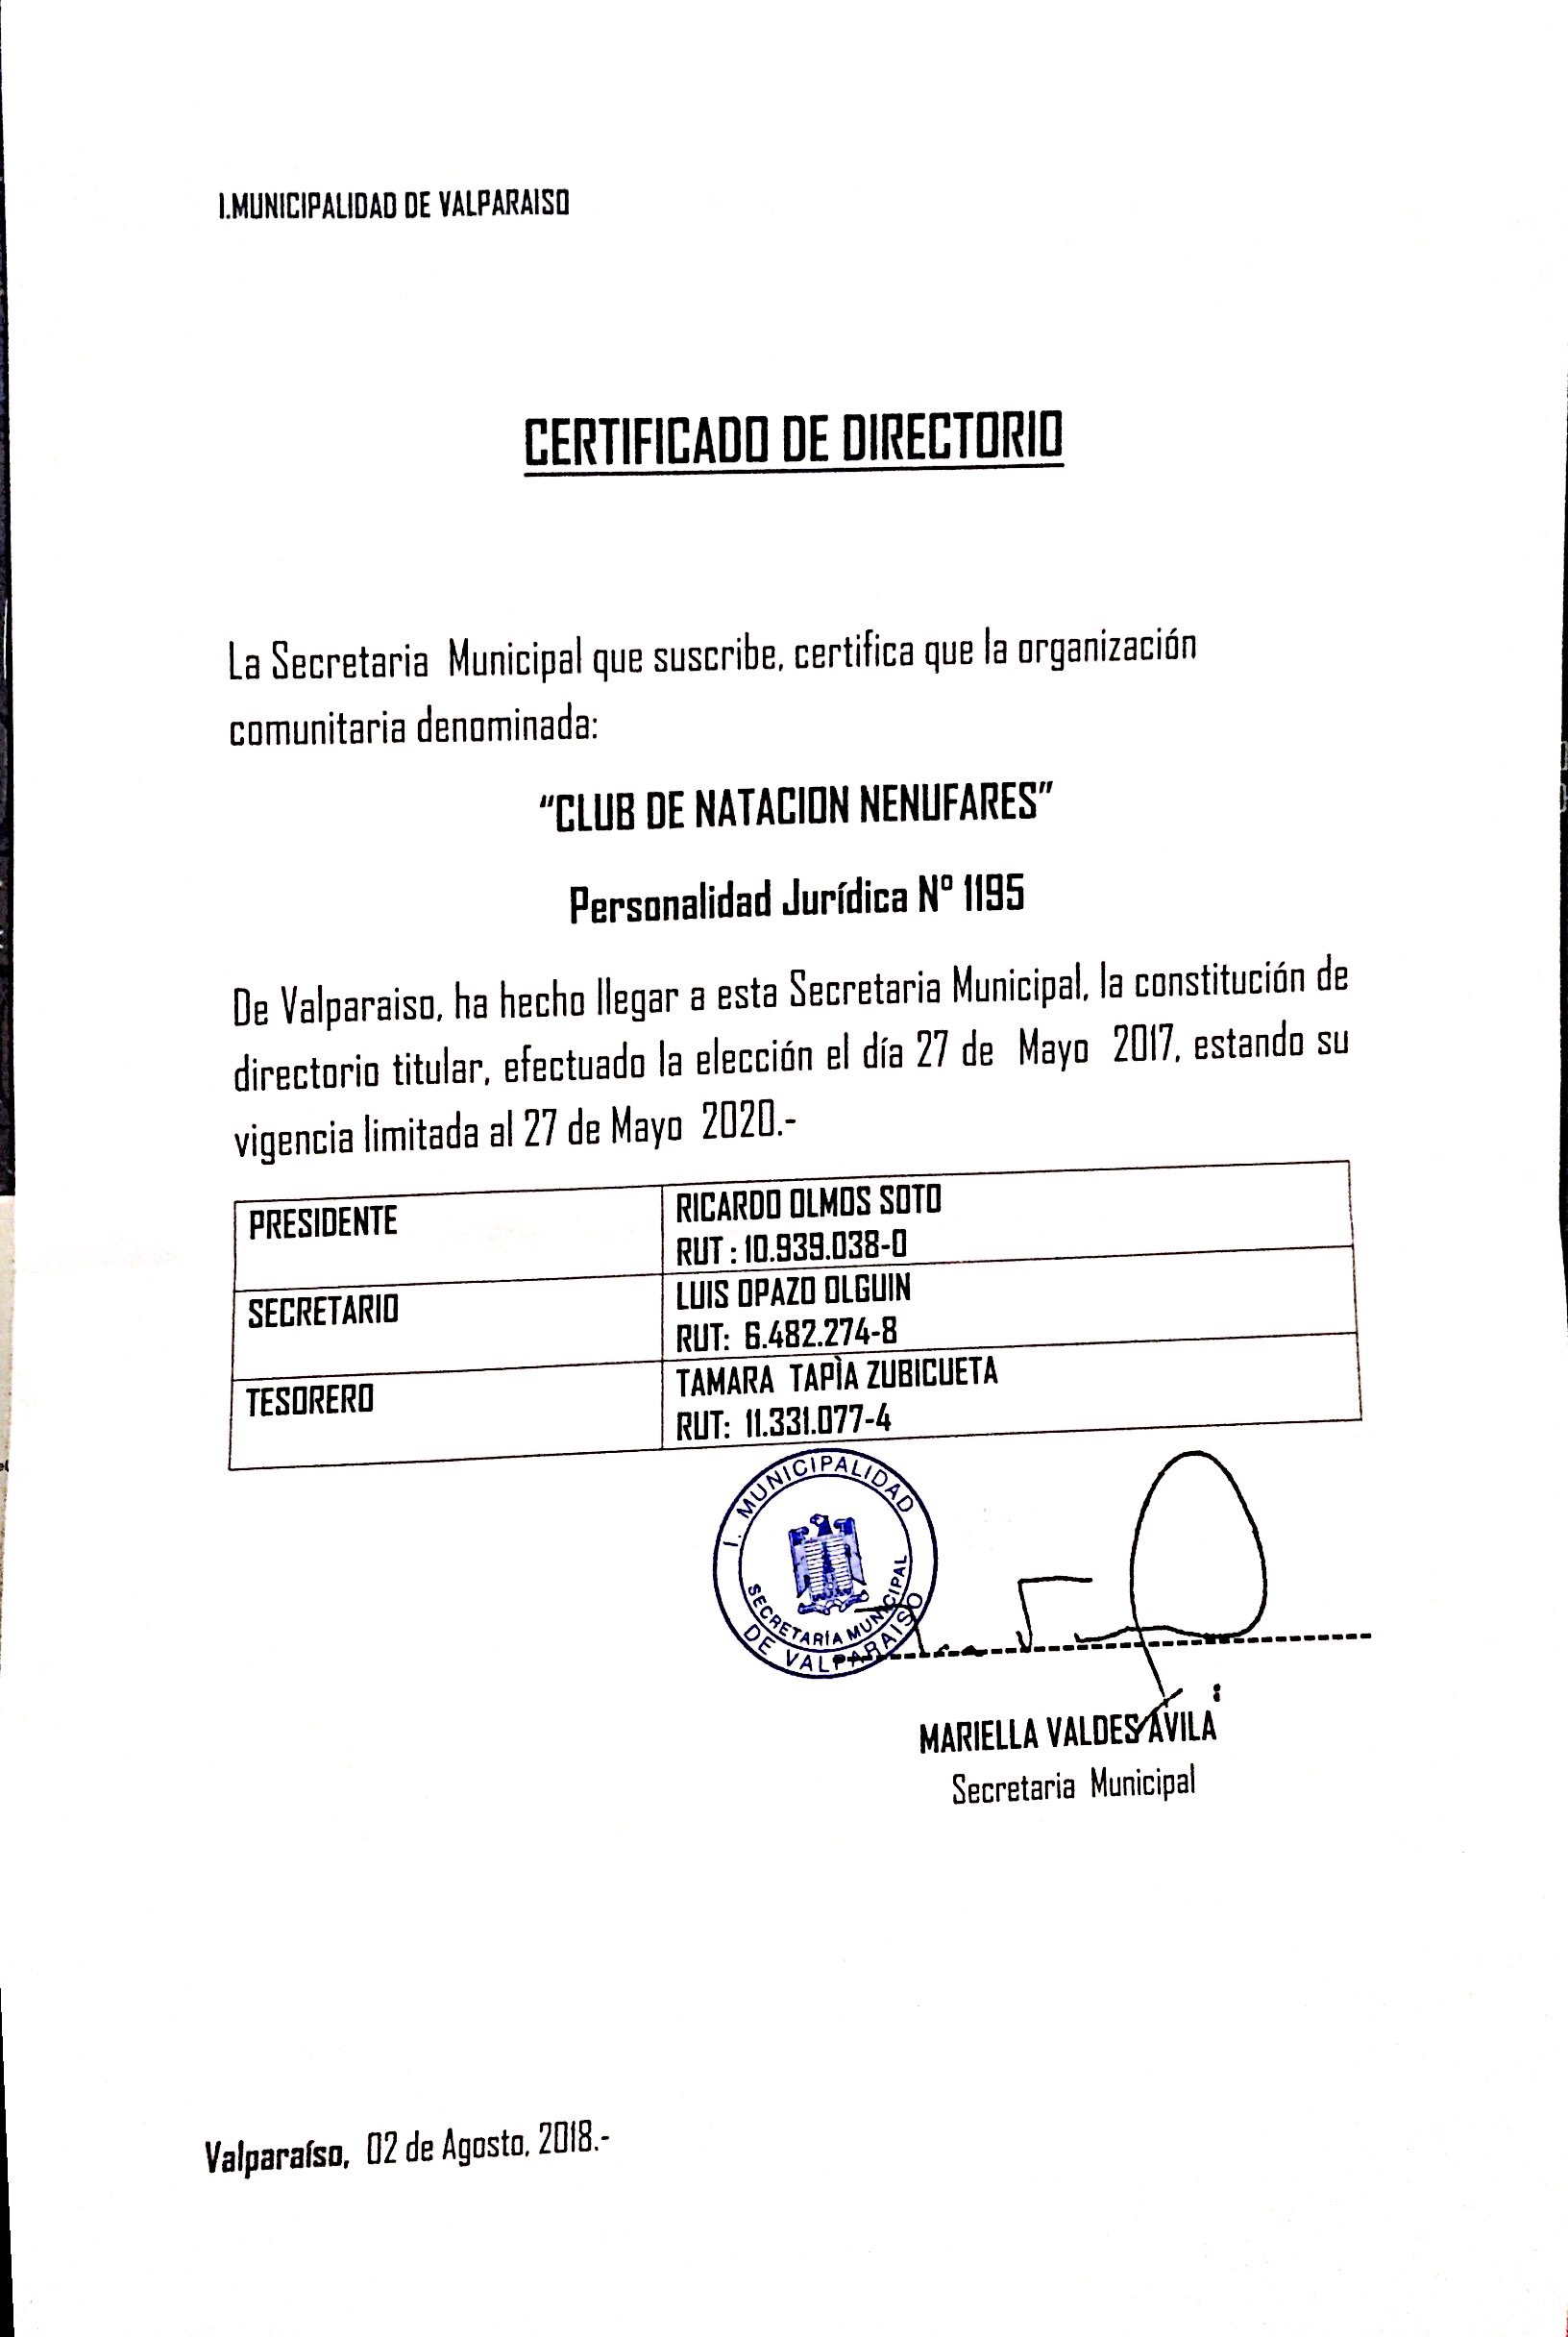 I.MUNICIPALIDAD DE VALPARAISO
CERTIFICADO DE DIRECTORIO
La Secretaria Municipal que suscribe, certifica que la organización
comunitaria denominada:
“CLUB DE NATACION NENUFARES”
Personalidad Jurídica Nº 1195
De Valparaiso, ha hecho llegar a esta Secretaria Municipal, la constitución de
directorio titular, efectuado la elección el día 27 de Mayo 2017, estando su
vigencia limitada al 27 de Mayo 2020.-
PRESIDENTE
RICARDO OLMOS SOTO
RUT : 10.939.038-0
SECRETARIO
LUIS OPAZO OLGUIN
RUT: 6.482.274-8
TESORERO
TAMARA TAPÌA ZUBICUETA
RUT: 11.331.077-4
I. MUNICIPALIDAD
SECRETARÍA MUNICIPAL
DE VALPARAISO
MARIELLA VALDES AVILA
Secretaria Municipal
Valparaíso, 02 de Agosto, 2018.-